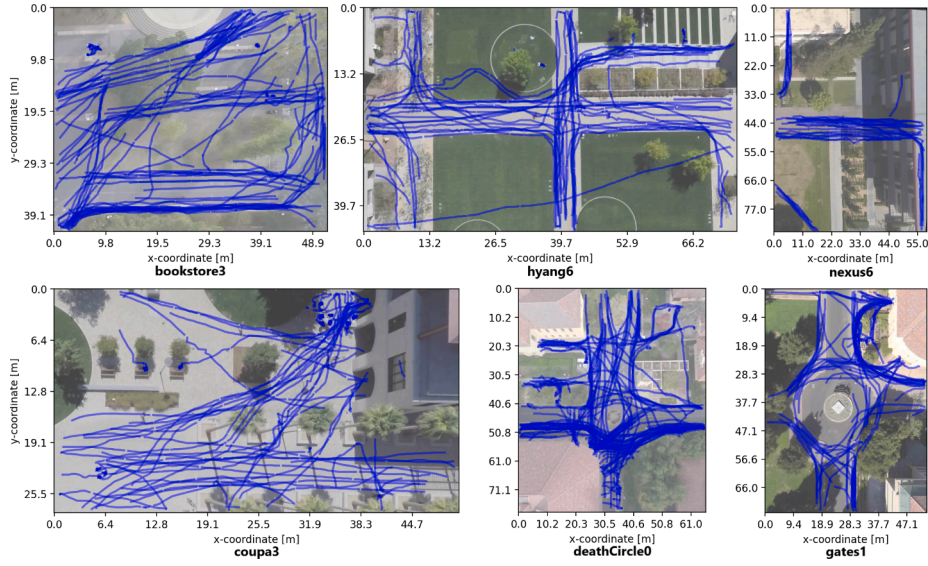 0.0
9.8
19.5
29.3
39.1
y-coordinate [m]
0.0 9.8 19.5 29.3 39.1 48.9
x-coordinate [m]
bookstore3
0.0
13.2
26.5
39.7
0.0 13.2 26.5 39.7 52.9 66.2
x-coordinate [m]
hyang6
0.0
11.0
22.0
33.0
44.0
55.0
66.0
77.0
0.0 11.0 22.0 33.0 44.0 55.0
x-coordinate [m]
nexus6
0.0
6.4
12.8
19.1
25.5
y-coordinate [m]
0.0 6.4 12.8 19.1 25.5 31.9 38.3 44.7
x-coordinate [m]
coupa3
0.0
10.2
20.3
30.5
40.6
50.8
61.0
71.1
0.0 10.2 20.3 30.5 40.6 50.8 61.0
x-coordinate [m]
deathCircle0
0.0
9.4
18.9
28.3
37.7
47.1
56.6
66.0
0.0 9.4 18.9 28.3 37.7 47.1
x-coordinate [m]
gates1